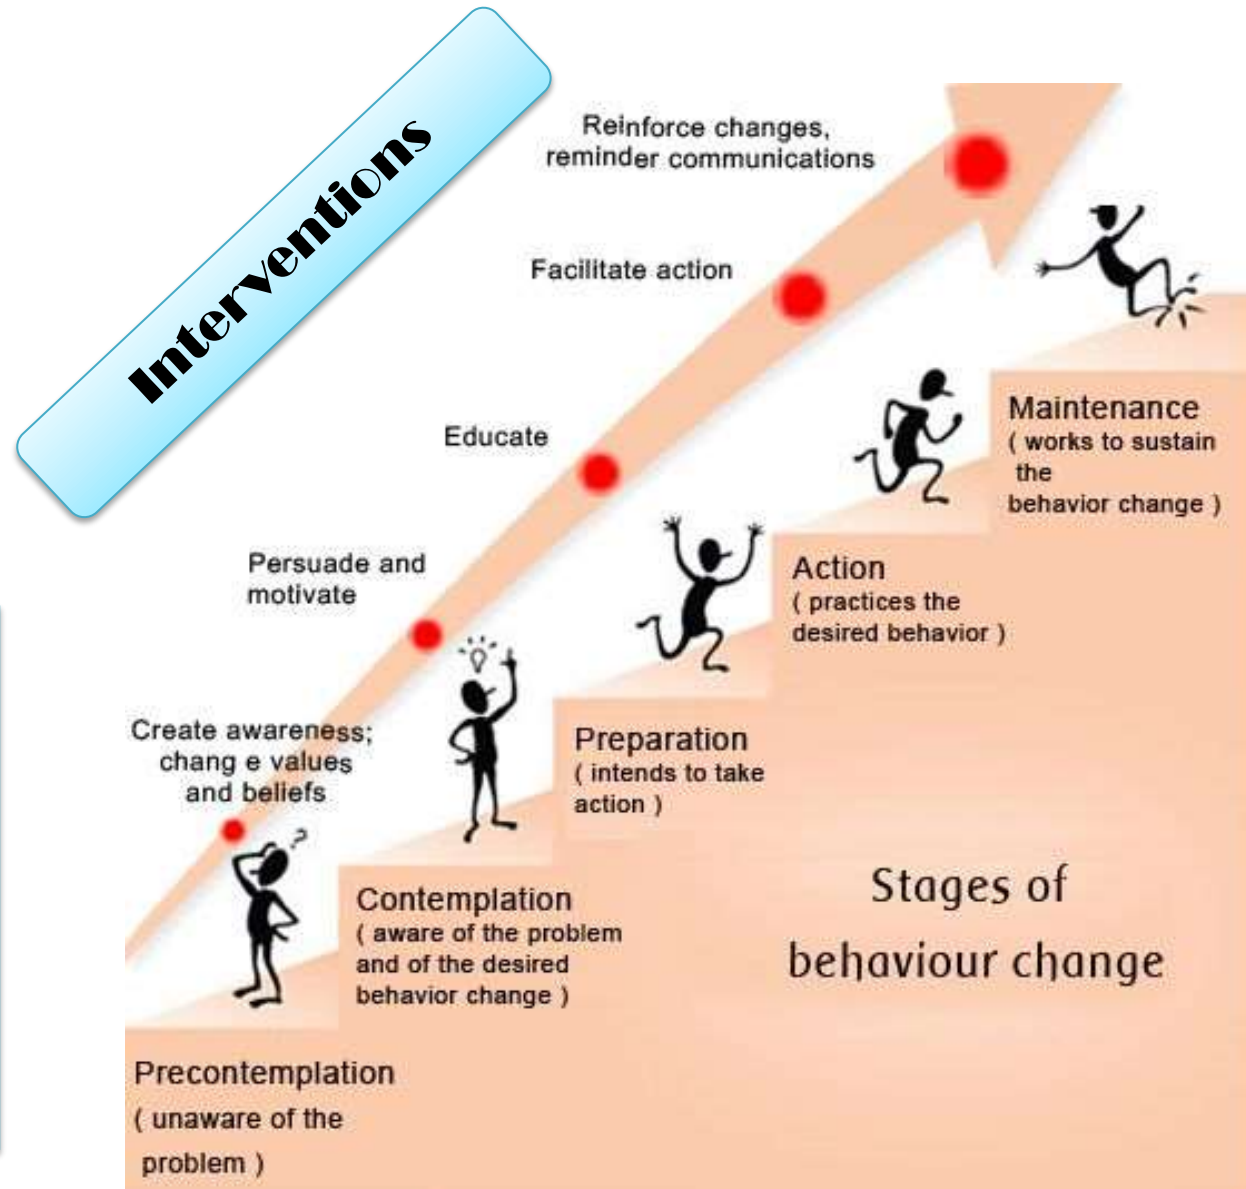 Interventions
Reinforce changes,
reminder communications
Facilitate action
Educate
Persuade and
motivate
Create awareness;
chang e values
and beliefs
?
Maintenance
( works to sustain
the
behavior change )
Action
( practices the
desired behavior )
Preparation
( intends to take
action )
Contemplation
( aware of the problem
and of the desired
behavior change )
Precontemplation
( unaware of the
problem )
Stages of
behaviour change